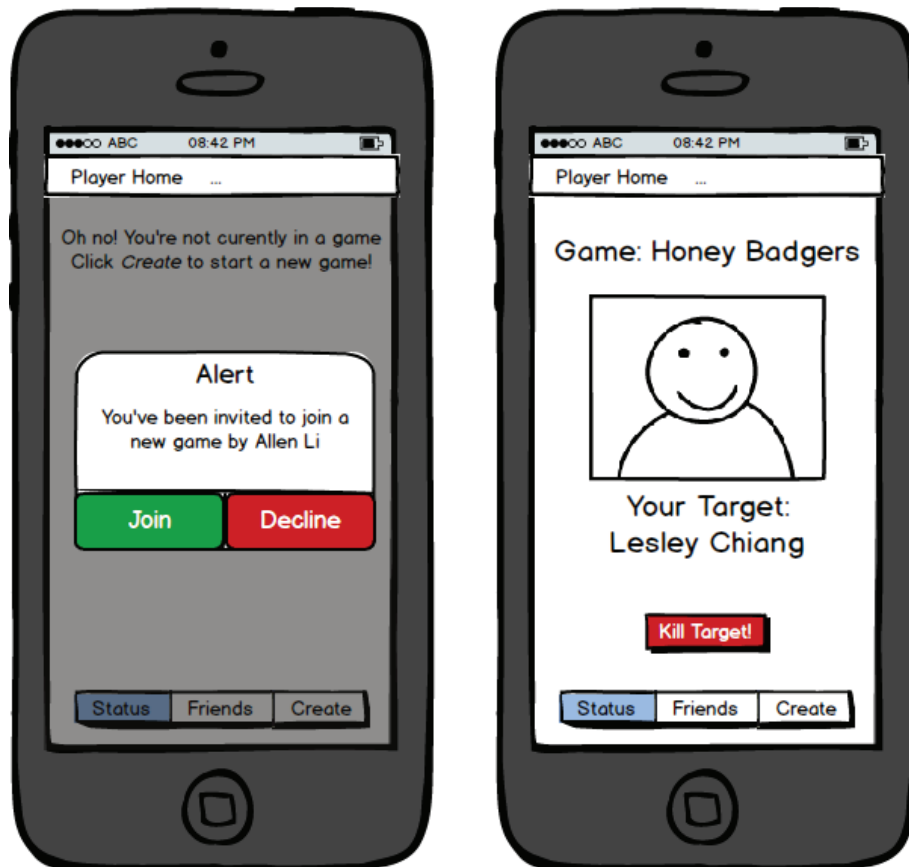 ABC 08:42 PM
Player Home ...
Oh no! You're not curently in a game
Click Create to start a new game!
Alert
You've been invited to join a
new game by Allen Li
Join Decline
Status Friends Create
ABC 08:42 PM
Player Home ...
Game: Honey Badgers
Your Target:
Lesley Chiang
Kill Target!
Status Friends Create